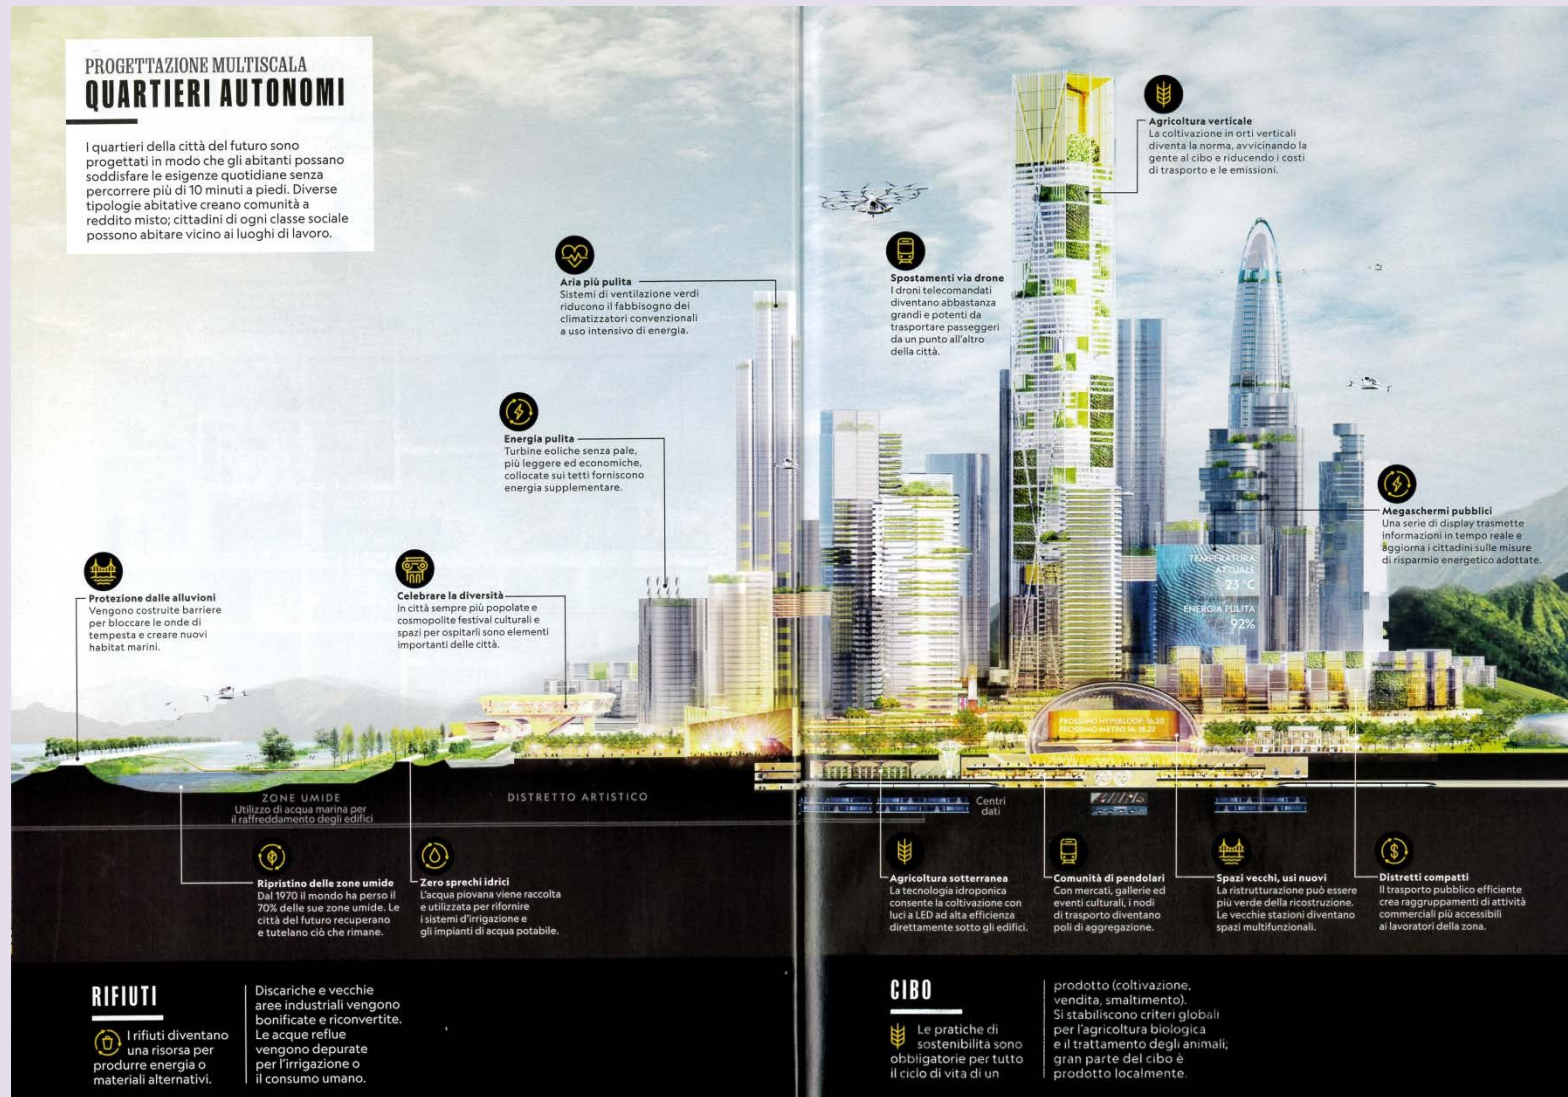 PROGETTAZIONE MULTISCALA
QUARTIERI AUTONOMI
I quartieri della città del futuro sono
progettati in modo che gli abitanti possano
soddisfare le esigenze quotidiane senza
percorrere più di 10 minuti a piedi. Diverse
tipologie abitative creano comunità a
reddito misto; cittadini di ogni classe sociale
possono abitare vicino ai luoghi di lavoro.
Agricoltura verticale
La coltivazione in orti verticali
diventa la norma, avvicinando la
gente al cibo e riducendo i costi
di trasporto e le emissioni.
Aria più pulita
Sistemi di ventilazione verdi
riducono il fabbisogno dei
climatizzatori convenzionali
a uso intensivo di energia.
Spostamenti via drone
I droni telecomandati
diventano abbastanza
grandi e potenti da
trasportare passeggeri
da un punto all'altro
della città.
Energia pulita
Turbine eoliche senza pale,
più leggere ed economiche,
collocate sui tetti forniscono
energia supplementare.
Megaschermi pubblici
Una serie di display trasmette
informazioni in tempo reale e
aggiorna i cittadini sulle misure
di risparmio energetico adottate.
TEMPERATURA
ATTUALE
23 °C
ENERGIA PULITA
92%
Protezione dalle alluvioni
Vengono costruite barriere
per bloccare le onde di
tempesta e creare nuovi
habitat marini.
Celebrare la diversità
In città sempre più popolate e
cosmopolite festival culturali e
spazi per ospitarli sono elementi
importanti delle città.
PROSSIMO HYPERLOOP: 16.20
PROSSIMO METRO 14: 18.22
ZONE UMIDE
Utilizzo di acqua marina per
il raffreddamento degli edifici
DISTRETTO ARTISTICO
Centri
dati
Ripristino delle zone umide
Dal 1970 il mondo ha perso il
70% delle sue zone umide. Le
città del futuro recuperano
e tutelano ciò che rimane.
Zero sprechi idrici
L'acqua piovana viene raccolta
e utilizzata per rifornire
i sistemi d'irrigazione e
gli impianti di acqua potabile.
Agricoltura sotterranea
La tecnologia idroponica
consente la coltivazione con
luci a LED ad alta efficienza
direttamente sotto gli edifici.
Comunità di pendolari
Con mercati, gallerie ed
eventi culturali, i nodi
di trasporto diventano
poli di aggregazione.
Spazi vecchi, usi nuovi
La ristrutturazione può essere
più verde della ricostruzione.
Le vecchie stazioni diventano
spazi multifunzionali.
Distretti compatti
Il trasporto pubblico efficiente
crea raggruppamenti di attività
commerciali più accessibili
ai lavoratori della zona.
RIFIUTI
I rifiuti diventano
una risorsa per
produrre energia o
materiali alternativi.
Discariche e vecchie
aree industriali vengono
bonificate e riconvertite.
Le acque reflue
vengono depurate
per l'irrigazione o
il consumo umano.
CIBO
Le pratiche di
sostenibilità sono
obbligatorie per tutto
il ciclo di vita di un
prodotto (coltivazione,
vendita, smaltimento).
Si stabiliscono criteri globali
per l'agricoltura biologica
e il trattamento degli animali;
gran parte del cibo è
prodotto localmente.